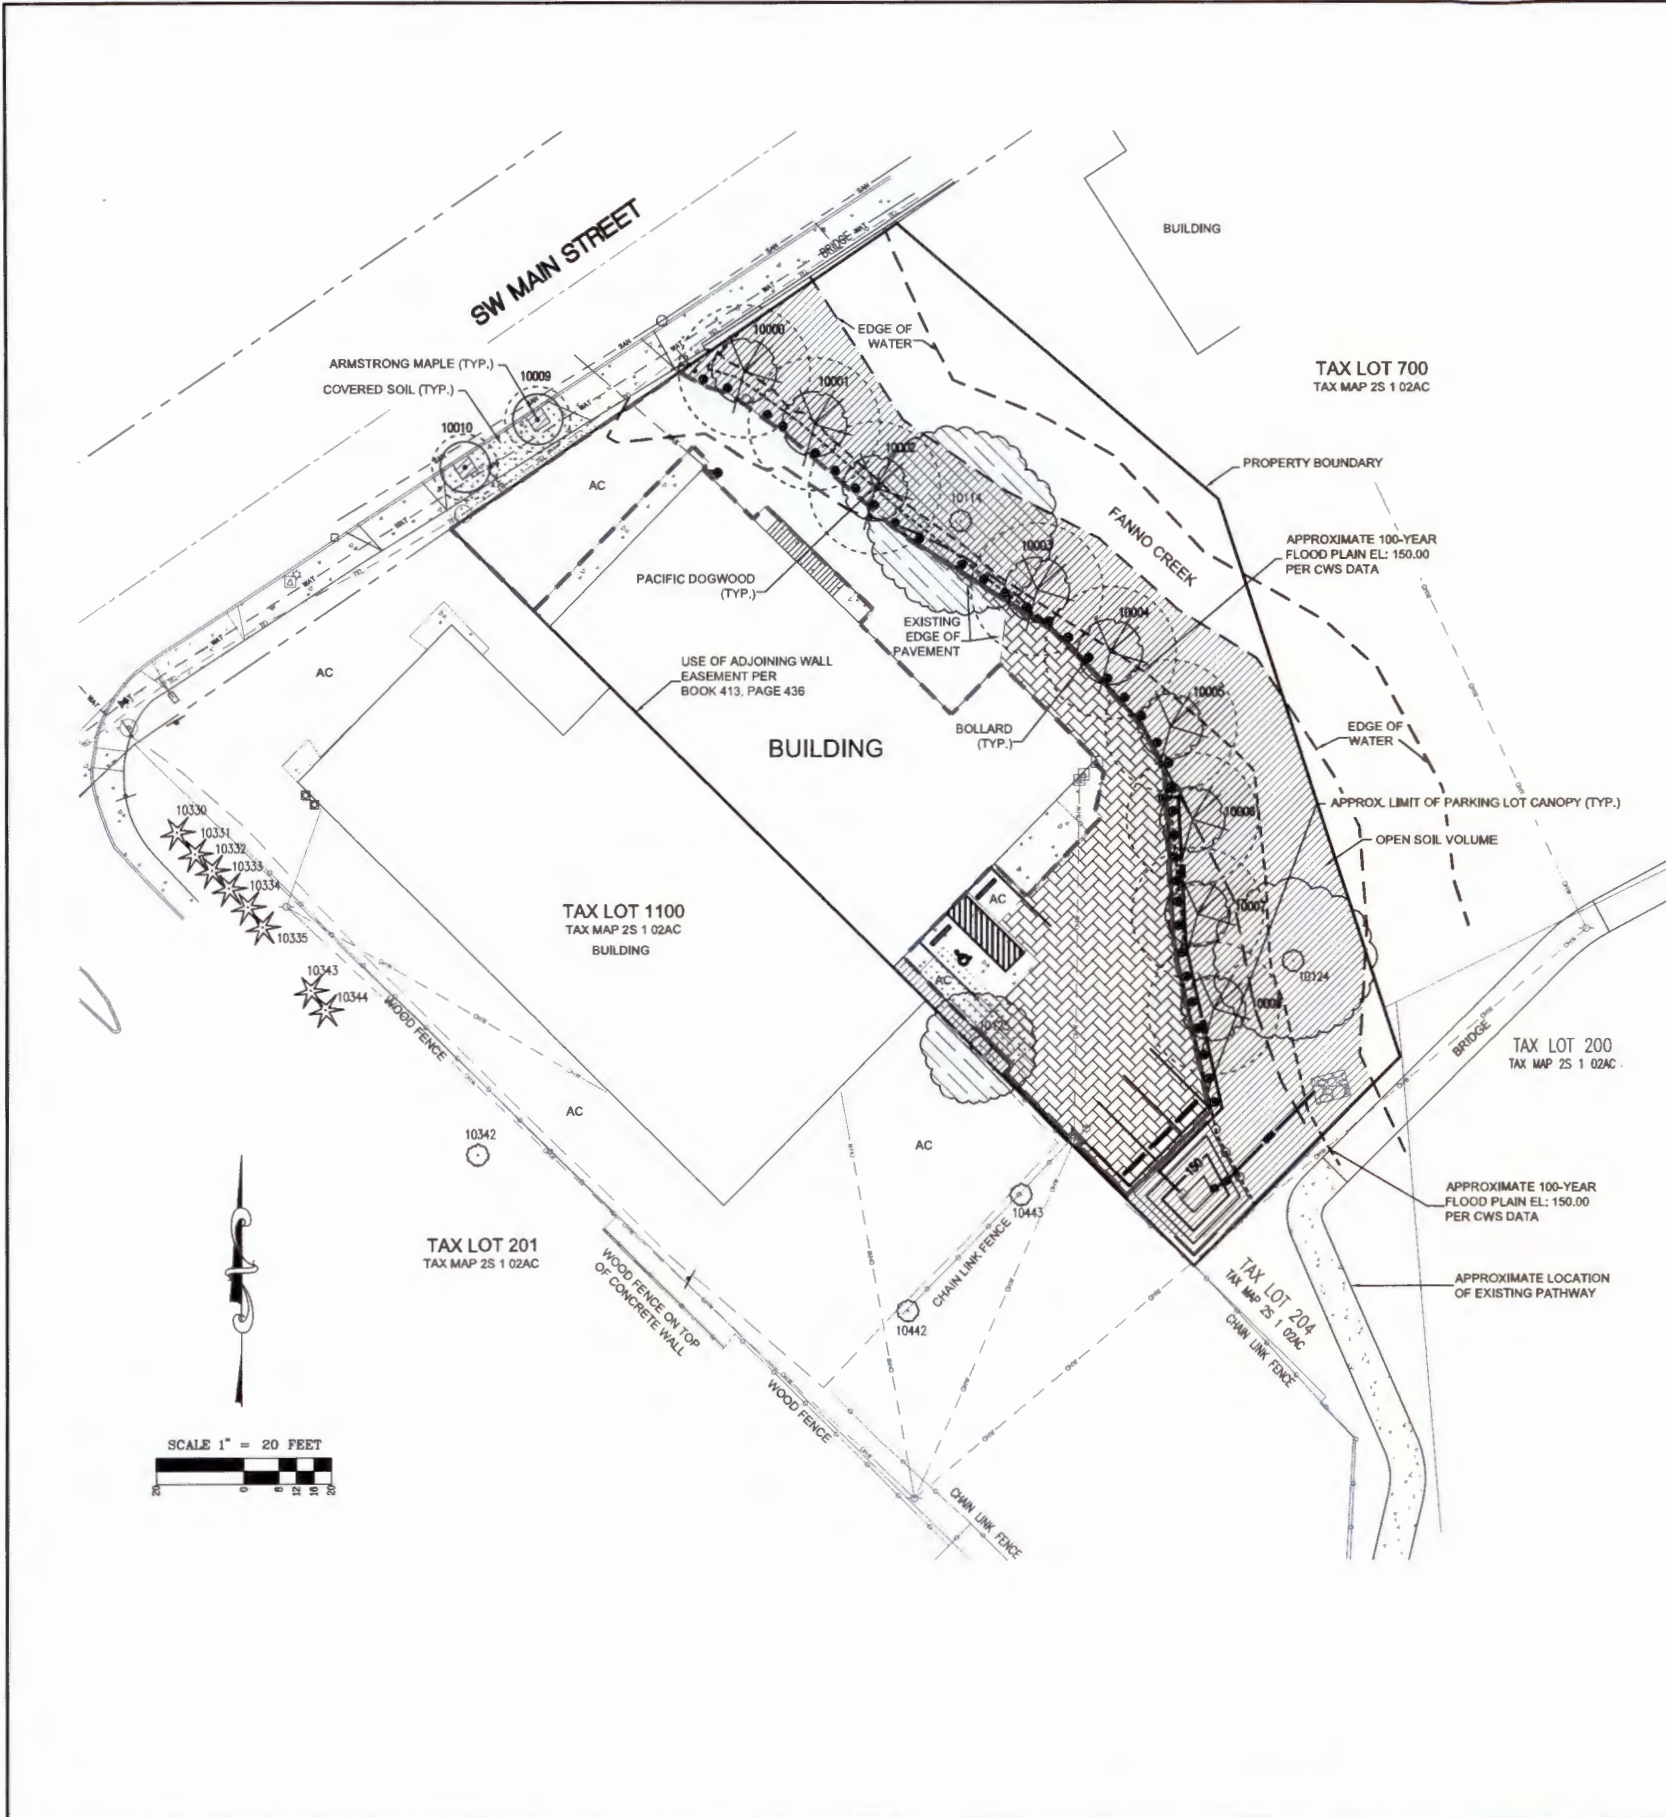 SW MAIN STREET
BRIDGE
BUILDING
TAX LOT 700
TAX MAP 2S 1 02AC
EDGE OF
WATER
ARMSTRONG MAPLE (TYP.)
COVERED SOIL (TYP.)
10009
10010
10000
10001
10002
10114
10003
10004
10005
10006
10007
10124
PROPERTY BOUNDARY
FANNO CREEK
APPROXIMATE 100-YEAR
FLOOD PLAIN EL: 150.00
PER CWS DATA
AC
PACIFIC DOGWOOD
(TYP.)
EXISTING
EDGE OF
PAVEMENT
AC
USE OF ADJOINING WALL
EASEMENT PER
BOOK 413, PAGE 436
BUILDING
BOLLARD
(TYP.)
EDGE OF
WATER
APPROX. LIMIT OF PARKING LOT CANOPY (TYP.)
OPEN SOIL VOLUME
10330
10331
10332
10333
10334
10335
10343
10344
WOOD FENCE
TAX LOT 1100
TAX MAP 2S 1 02AC
BUILDING
AC
AC
BRIDGE
TAX LOT 200
TAX MAP 2S 1 02AC
AC
10342
AC
150
10443
10442
CHAIN LINK FENCE
APPROXIMATE 100-YEAR
FLOOD PLAIN EL: 150.00
PER CWS DATA
TAX LOT 201
TAX MAP 2S 1 02AC
WOOD FENCE ON TOP
OF CONCRETE WALL
TAX LOT 204
TAX MAP 2S 1 02AC
CHAIN LINK FENCE
APPROXIMATE LOCATION
OF EXISTING PATHWAY
WOOD FENCE
CHAIN LINK FENCE
SCALE 1" = 20 FEET
20 0 8 12 16 20